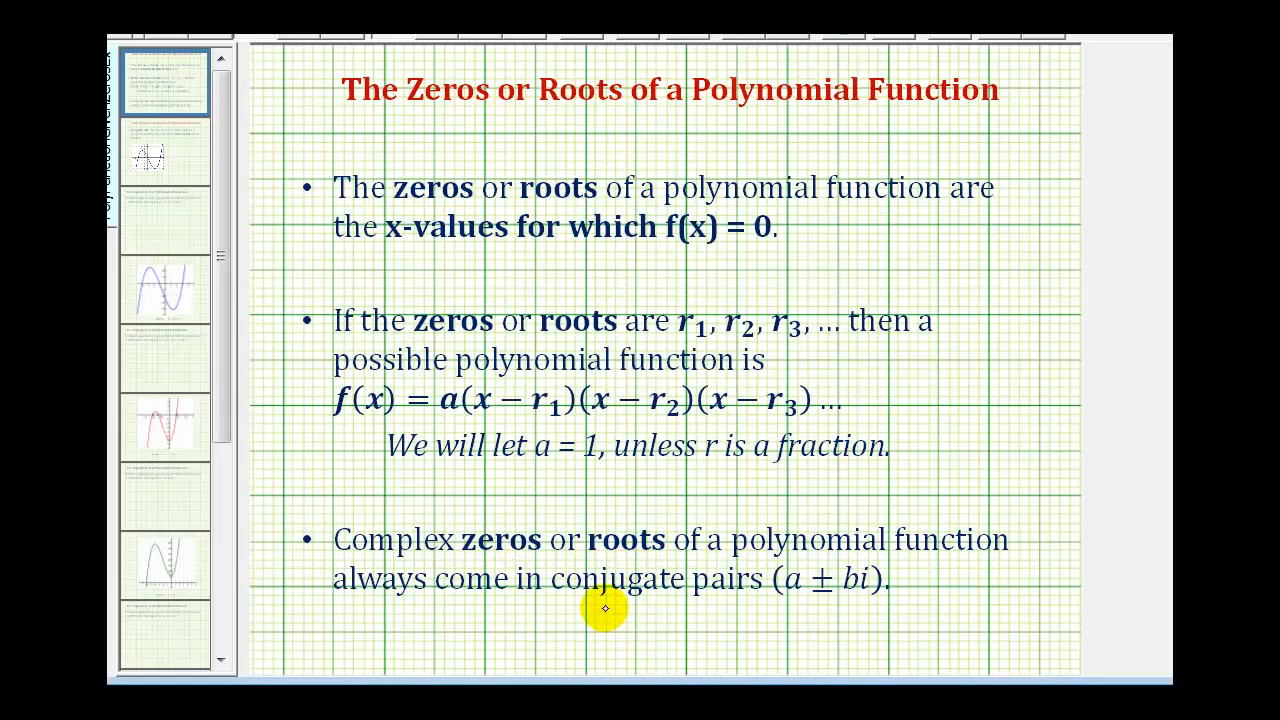 The Zeros or Roots of a Polynomial Function
• The zeros or roots of a polynomial function are
the x-values for which f(x) = 0.
• If the zeros or roots are r₁, r₂, r₃, … then a
possible polynomial function is
f(x) = a(x − r₁)(x − r₂)(x − r₃) …
We will let a = 1, unless r is a fraction.
• Complex zeros or roots of a polynomial function
always come in conjugate pairs (a ± bi).